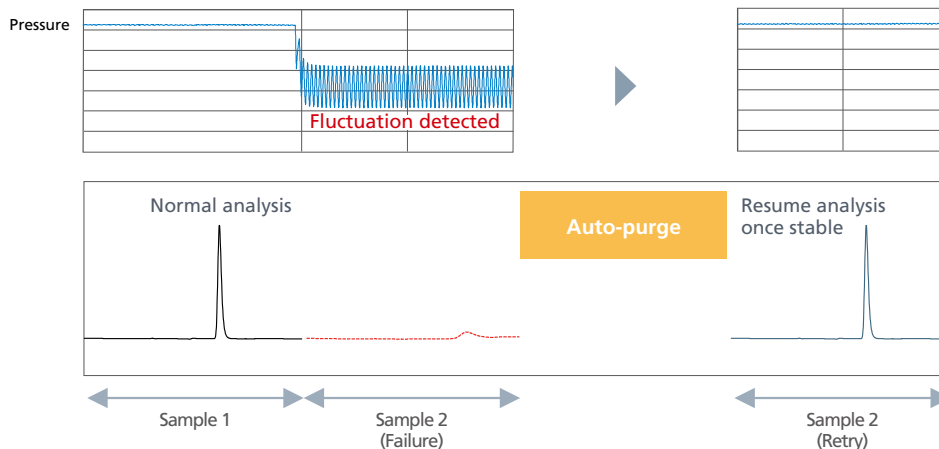 Pressure
Fluctuation detected
Normal analysis
Auto-purge
Resume analysis
once stable
Sample 1
Sample 2
(Failure)
Sample 2
(Retry)